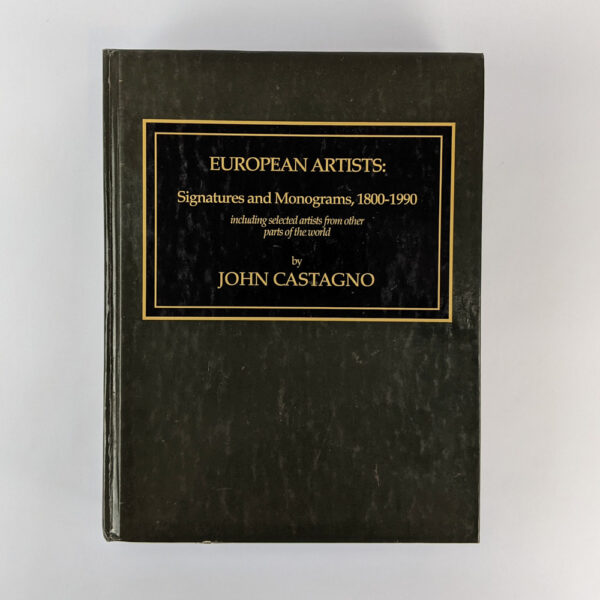 EUROPEAN ARTISTS:
Signatures and Monograms, 1800-1990
including selected artists from other
parts of the world
by
JOHN CASTAGNO